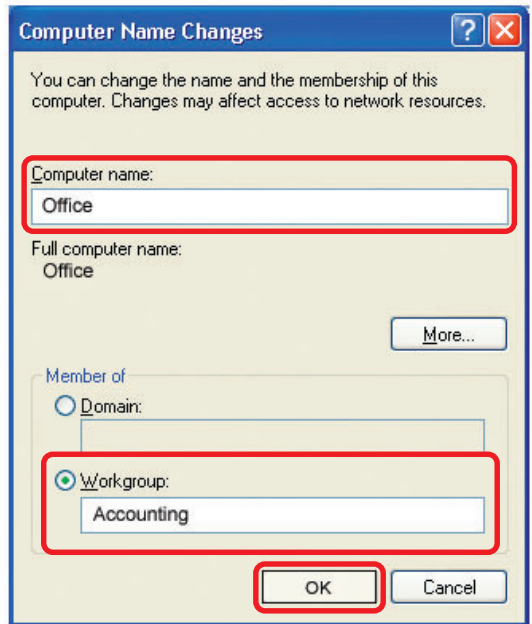 Computer Name Changes
?
You can change the name and the membership of this
computer. Changes may affect access to network resources.
Computer name:
Office
Full computer name:
Office
More...
Member of
Domain:
Workgroup:
Accounting
OK Cancel